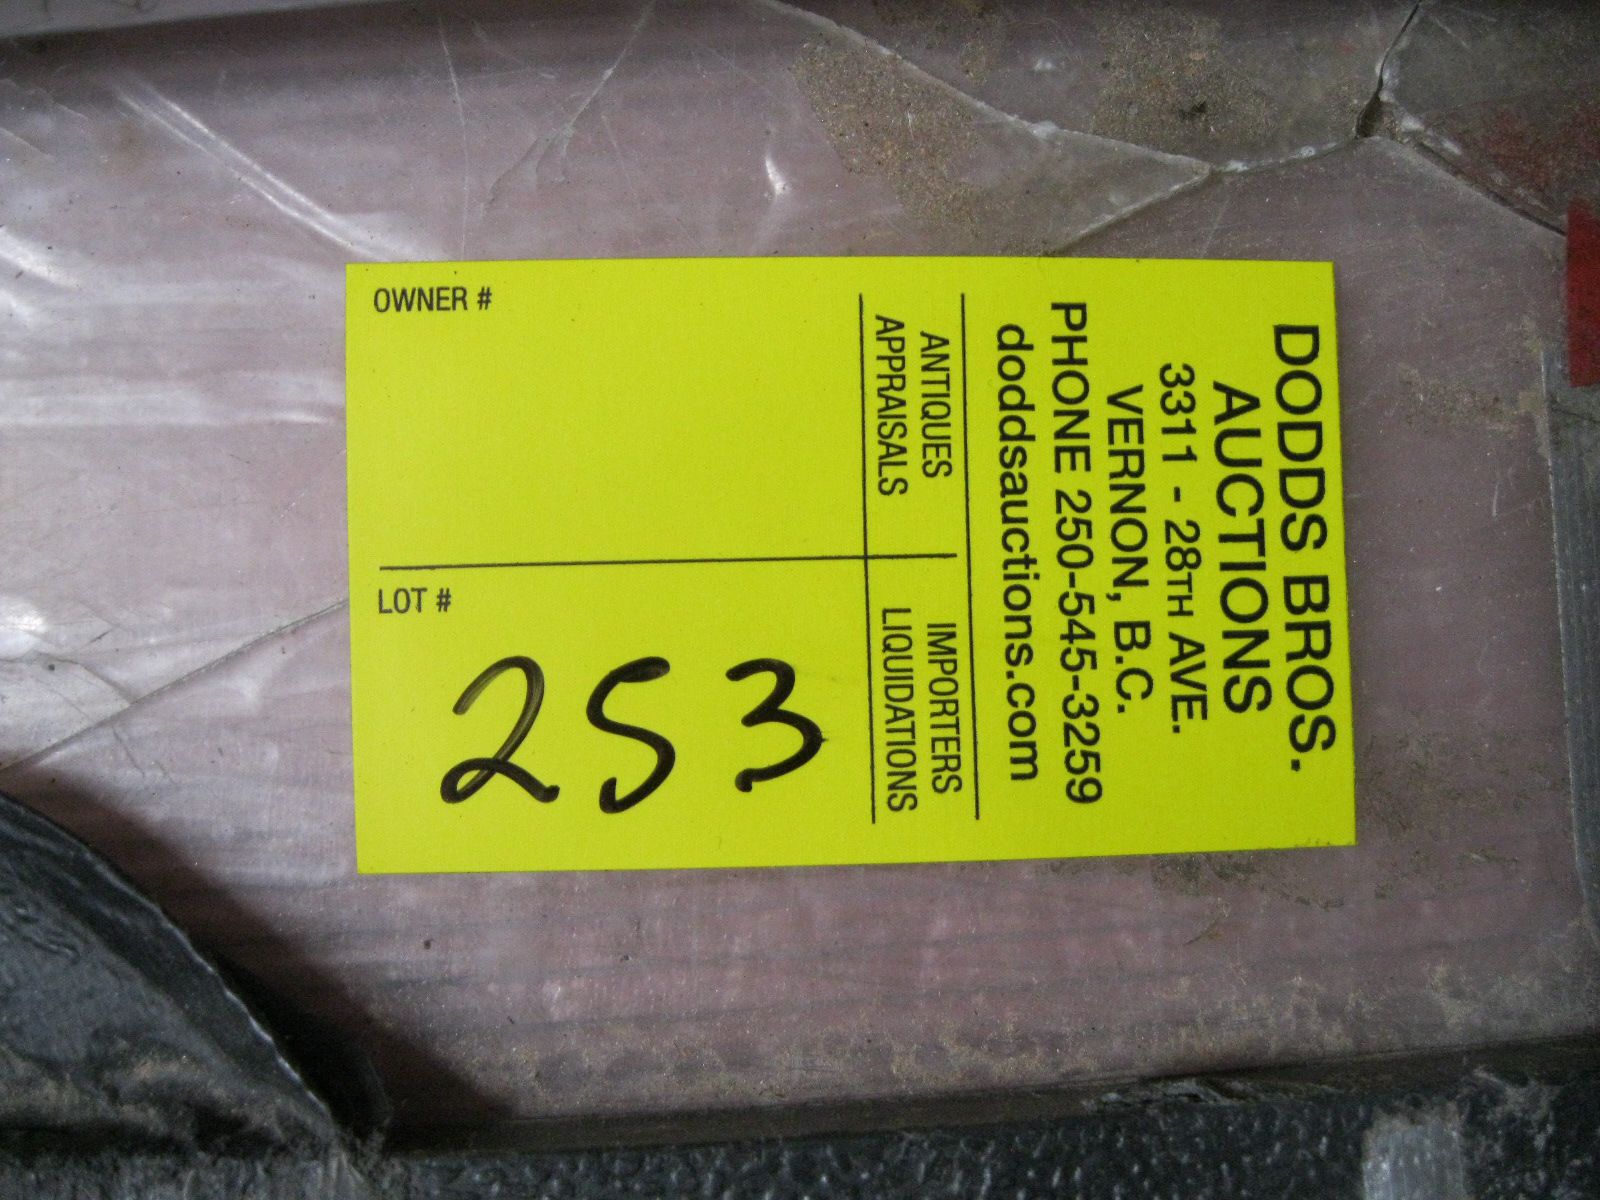 DODDS BROS.
AUCTIONS
3311 - 28TH AVE.
VERNON, B.C.
PHONE 250-545-3259
doddsauctions.com
ANTIQUES
APPRAISALS
IMPORTERS
LIQUIDATIONS
OWNER #
LOT #
253